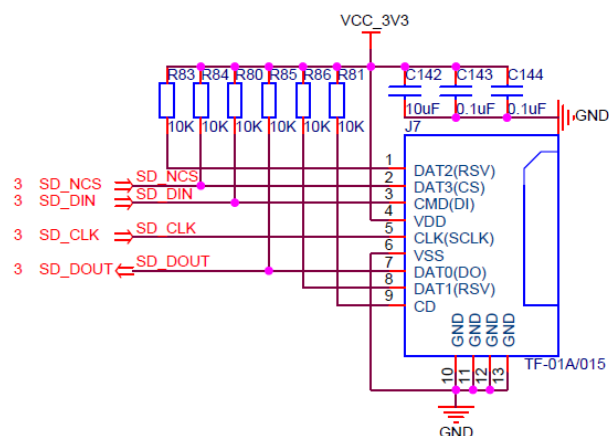 VCC_3V3
R83 R84 R80 R85 R86 R81 C142 C143 C144
10K 10K 10K 10K 10K 10K 10uF 0.1uF 0.1uF GND
J7
1 DAT2(RSV)
3 SD_NCS SD_NCS 2 DAT3(CS)
3 SD_DIN SD_DIN 3 CMD(DI)
4 VDD
3 SD_CLK SD_CLK 5 CLK(SCLK)
6 VSS
3 SD_DOUT SD_DOUT 7 DAT0(DO)
8 DAT1(RSV)
9 CD
GND GND GND GND
10 11 12 13
TF-01A/015
GND